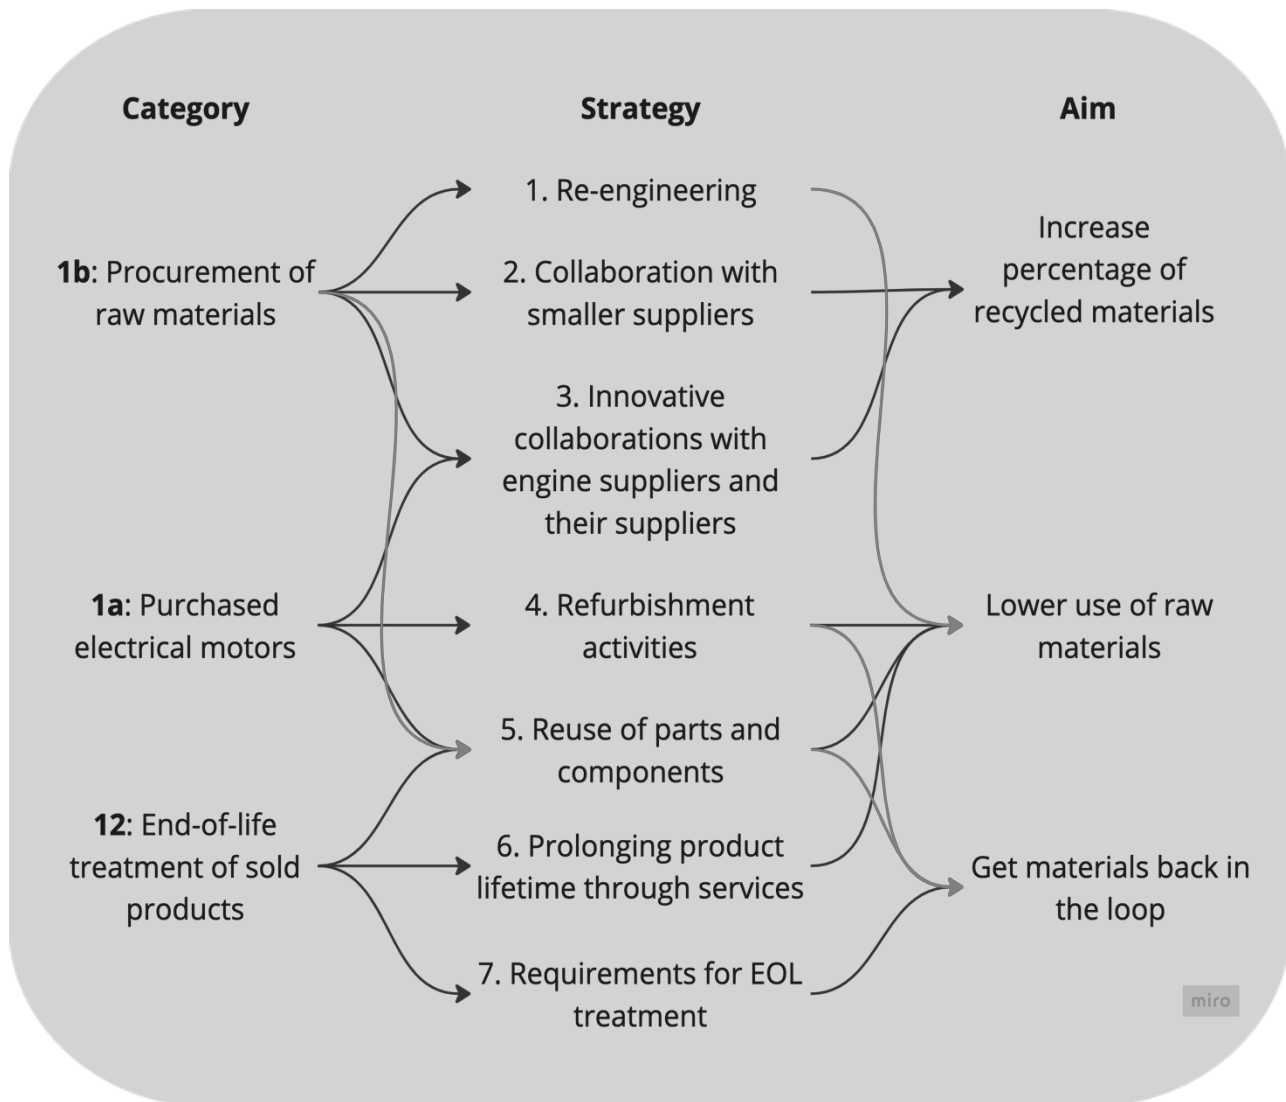 Category
Strategy
Aim
1b: Procurement of
raw materials
1a: Purchased
electrical motors
12: End-of-life
treatment of sold
products
1. Re-engineering
2. Collaboration with
smaller suppliers
3. Innovative
collaborations with
engine suppliers and
their suppliers
4. Refurbishment
activities
5. Reuse of parts and
components
6. Prolonging product
lifetime through services
7. Requirements for EOL
treatment
Increase
percentage of
recycled materials
Lower use of raw
materials
Get materials back in
the loop
miro